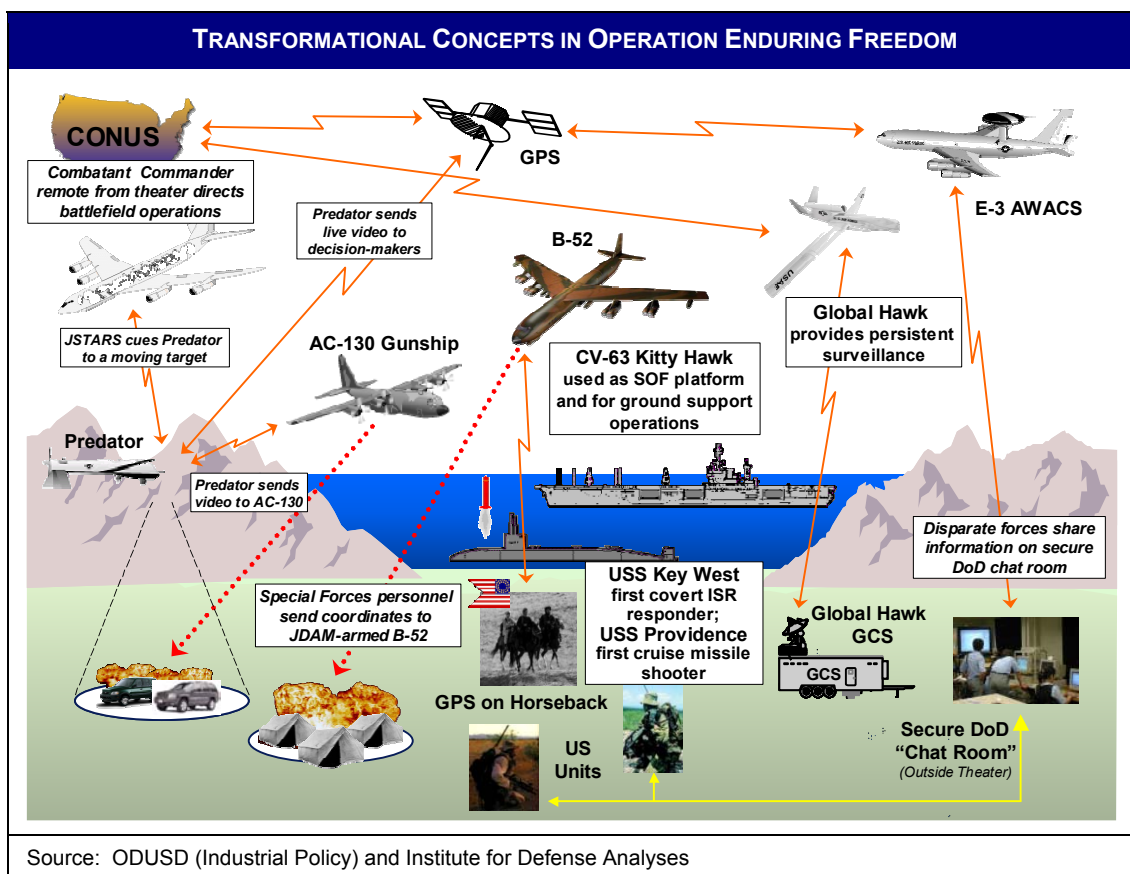 TRANSFORMATIONAL CONCEPTS IN OPERATION ENDURING FREEDOM
CONUS
Combatant Commander
remote from theater directs
battlefield operations
GPS
E-3 AWACS
Predator sends
live video to
decision-makers
B-52
USAF
JSTARS cues Predator
to a moving target
AC-130 Gunship
CV-63 Kitty Hawk
used as SOF platform
and for ground support
operations
Global Hawk
provides persistent
surveillance
Predator
Predator sends
video to AC-130
Disparate forces share
information on secure
DoD chat room
Special Forces personnel
send coordinates to
JDAM-armed B-52
USS Key West
first covert ISR
responder;
USS Providence
first cruise missile
shooter
Global Hawk
GCS
GCS
GPS on Horseback
US
Units
Secure DoD
“Chat Room”
(Outside Theater)
Source: ODUSD (Industrial Policy) and Institute for Defense Analyses